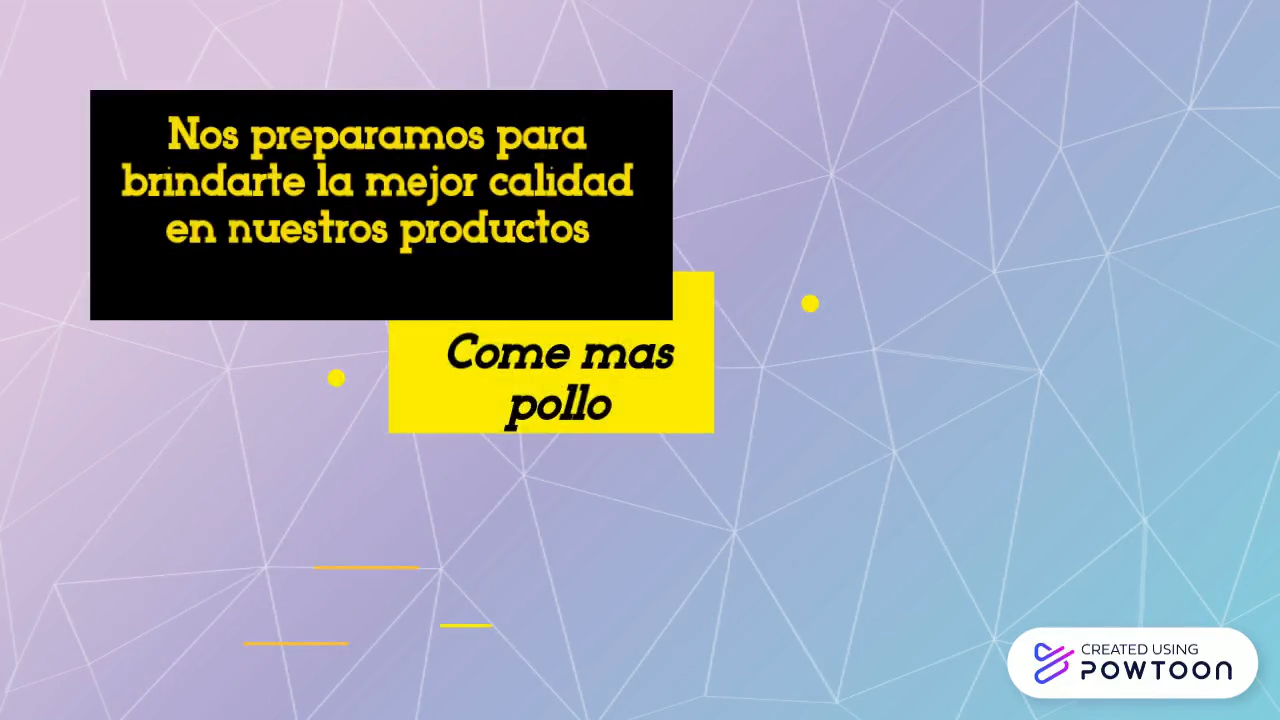 Nos preparamos para
brindarte la mejor calidad
en nuestros productos
Come mas
pollo
CREATED USING
POWTOON